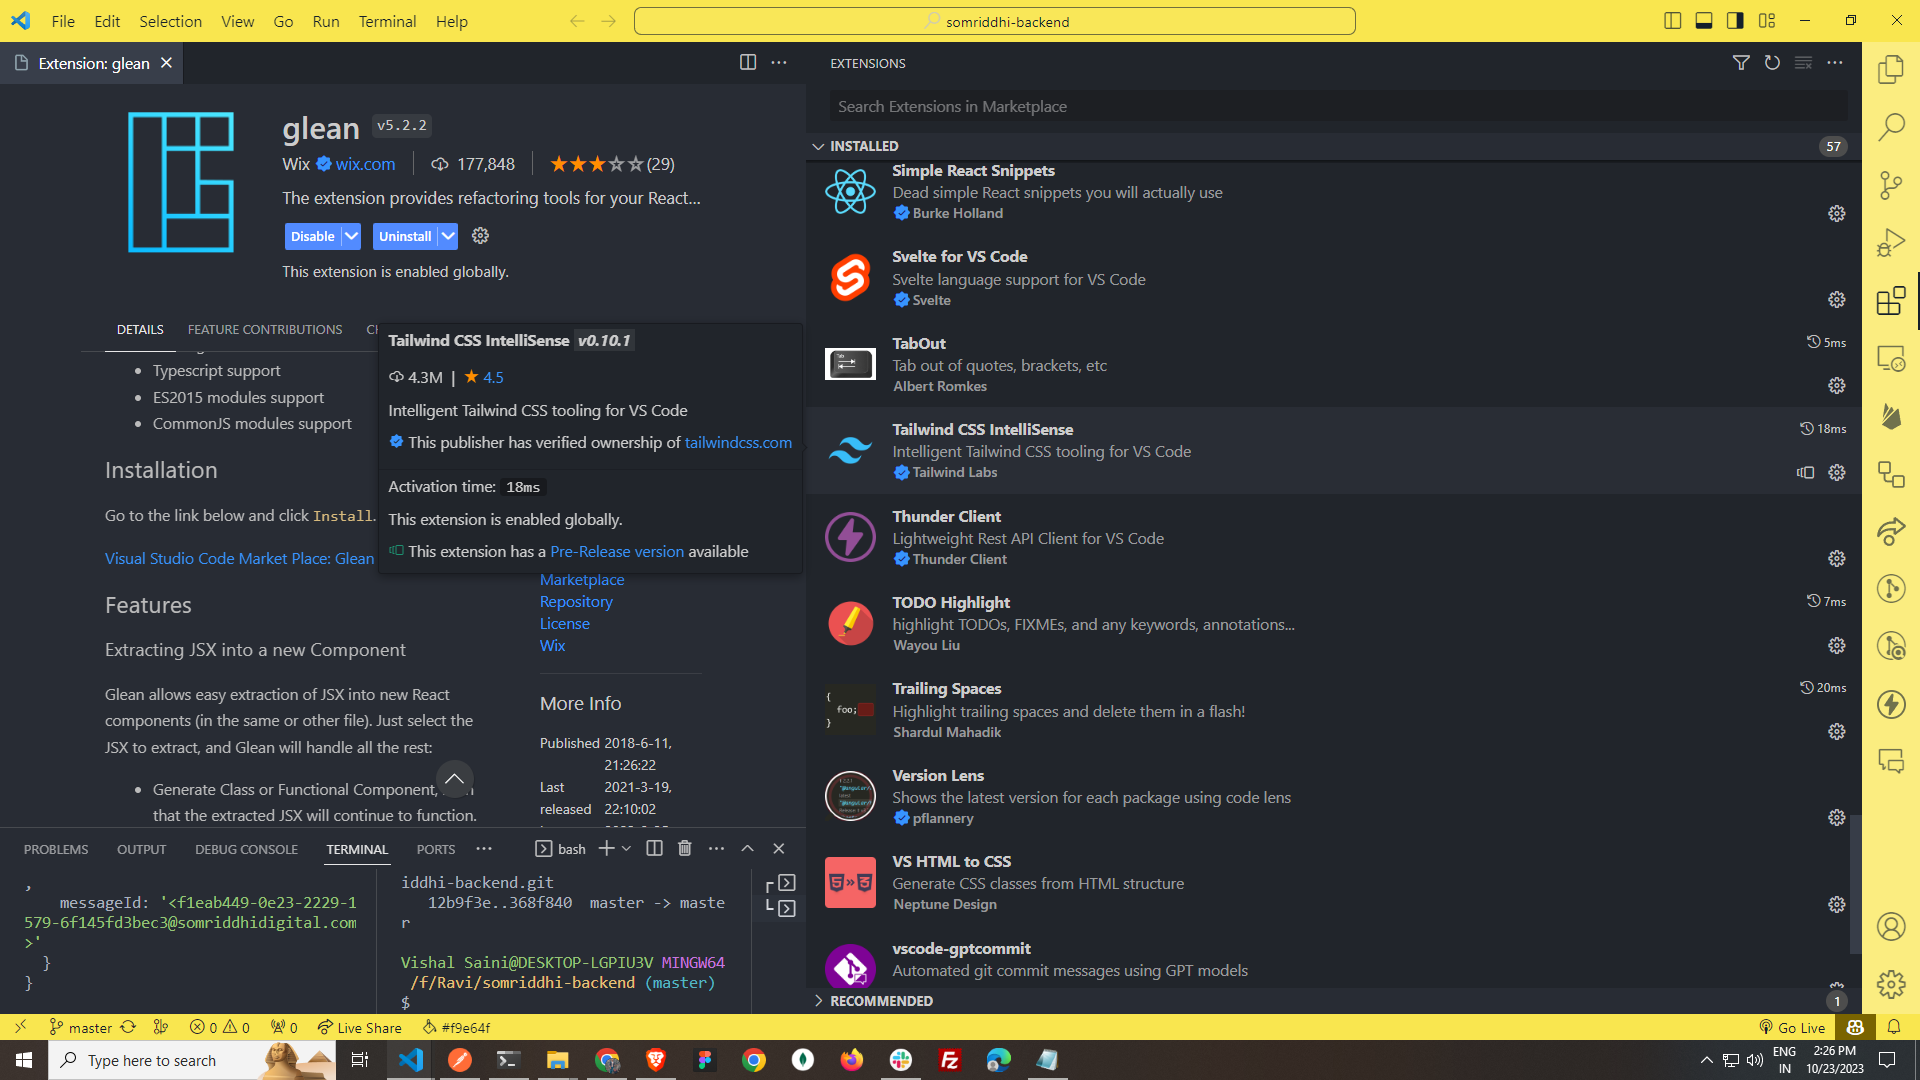 File Edit Selection View Go Run Terminal Help
somriddhi-backend
Extension: glean
glean v5.2.2
Wix wix.com 177,848 (29)
The extension provides refactoring tools for your React...
Disable Uninstall
This extension is enabled globally.
DETAILS FEATURE CONTRIBUTIONS
Typescript support
ES2015 modules support
CommonJS modules support
Installation
Go to the link below and click Install.
Visual Studio Code Market Place: Glean
Features
Extracting JSX into a new Component
Glean allows easy extraction of JSX into new React
components (in the same or other file). Just select the
JSX to extract, and Glean will handle all the rest:
Generate Class or Functional Component,
that the extracted JSX will continue to function.
Tailwind CSS IntelliSense v0.10.1
4.3M | 4.5
Intelligent Tailwind CSS tooling for VS Code
This publisher has verified ownership of tailwindcss.com
Activation time: 18ms
This extension is enabled globally.
This extension has a Pre-Release version available
Marketplace
Repository
License
Wix
More Info
Published 2018-6-11,
21:26:22
Last 2021-3-19,
released 22:10:02
PROBLEMS OUTPUT DEBUG CONSOLE TERMINAL PORTS
bash
,
messageId: '<f1eab449-0e23-2229-1
579-6f145fd3bec3@somriddhidigital.com
>'
}
}
iddhi-backend.git
12b9f3e..368f840 master -> maste
r
Vishal Saini@DESKTOP-LGPIU3V MINGW64
/f/Ravi/somriddhi-backend (master)
$
EXTENSIONS
Search Extensions in Marketplace
INSTALLED 57
Simple React Snippets
Dead simple React snippets you will actually use
Burke Holland
Svelte for VS Code
Svelte language support for VS Code
Svelte
TabOut 5ms
Tab out of quotes, brackets, etc
Albert Romkes
Tailwind CSS IntelliSense 18ms
Intelligent Tailwind CSS tooling for VS Code
Tailwind Labs
Thunder Client
Lightweight Rest API Client for VS Code
Thunder Client
TODO Highlight 7ms
highlight TODOs, FIXMEs, and any keywords, annotations...
Wayou Liu
{
foo;
}
Trailing Spaces 20ms
Highlight trailing spaces and delete them in a flash!
Shardul Mahadik
Version Lens
Shows the latest version for each package using code lens
pflannery
VS HTML to CSS
Generate CSS classes from HTML structure
Neptune Design
vscode-gptcommit
Automated git commit messages using GPT models
RECOMMENDED 1
master 0 0 0 Live Share #f9e64f
Go Live
Type here to search
ENG
IN
2:26 PM
10/23/2023